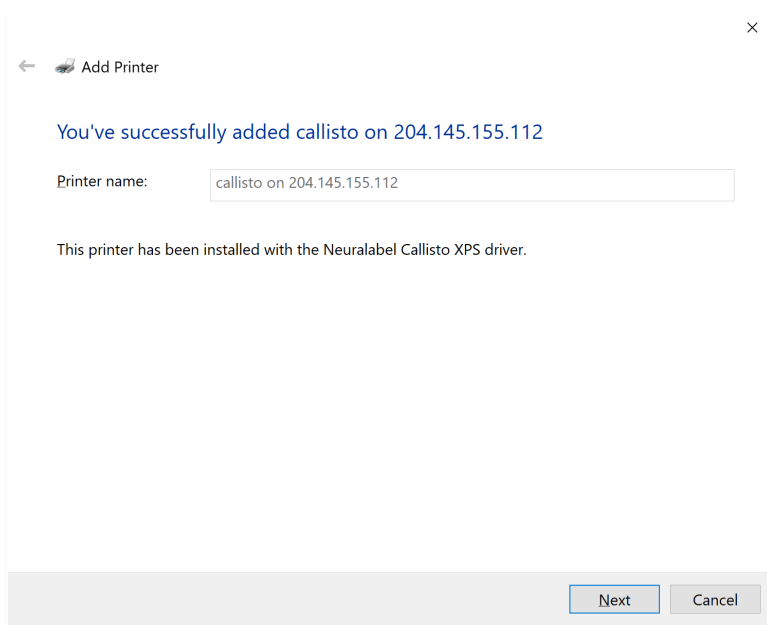 Add Printer
You've successfully added callisto on 204.145.155.112
Printer name: callisto on 204.145.155.112
This printer has been installed with the Neuralabel Callisto XPS driver.
Next Cancel